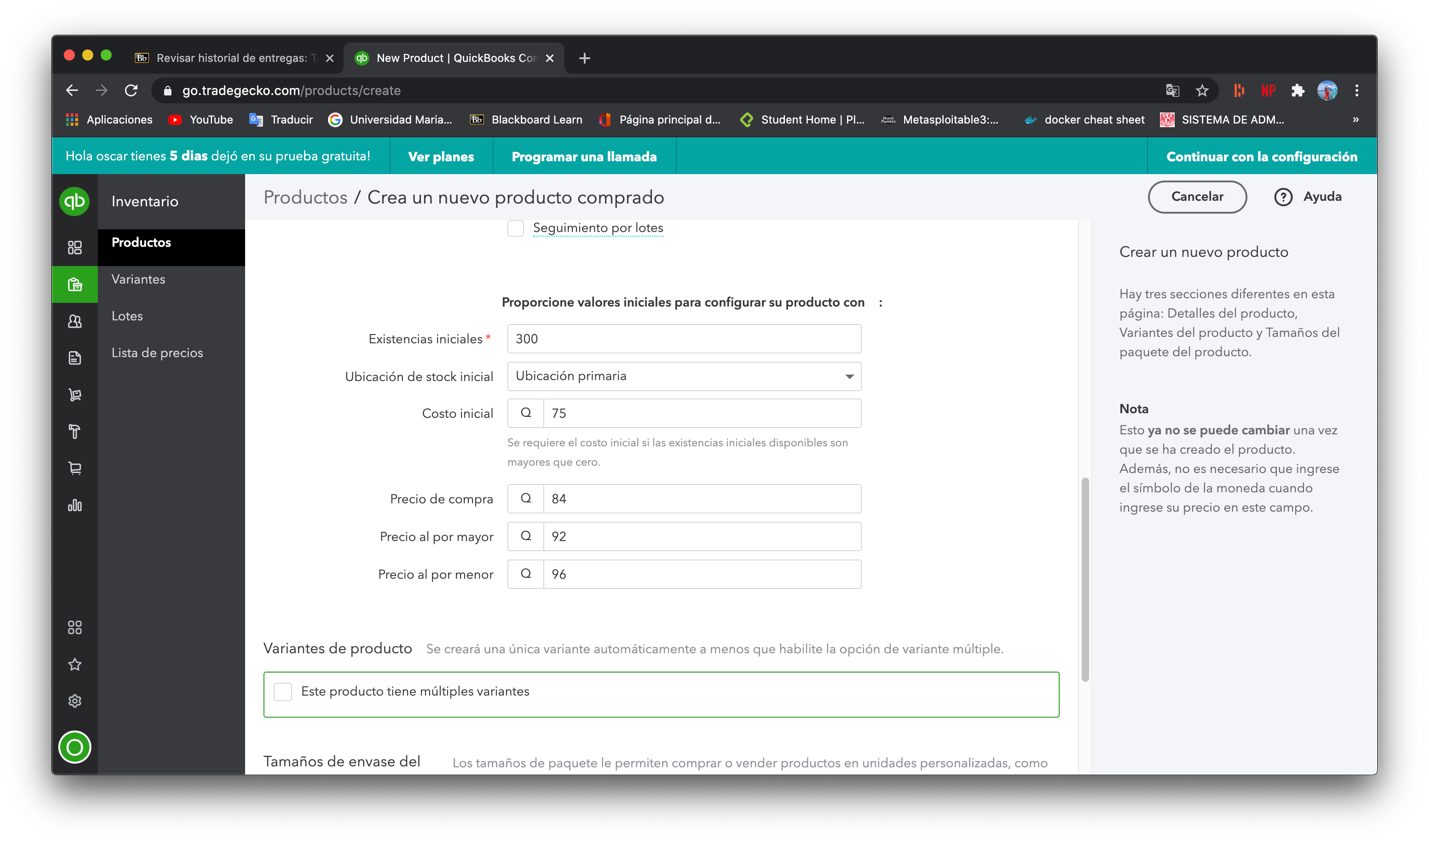 Revisar historial de entregas: T
New Product | QuickBooks Co
go.tradegecko.com/products/create
Aplicaciones
YouTube
Traducir
Universidad Maria...
Bb
Blackboard Learn
Página principal d...
Student Home | Pl...
Metasploitable3:...
docker cheat sheet
SISTEMA DE ADM...
»
NP
Hola oscar tienes 5 dias dejó en su prueba gratuita!
Ver planes
Programar una llamada
Continuar con la configuración
qb
Inventario
Productos / Crea un nuevo producto comprado
Cancelar
? Ayuda
Productos
Variantes
Lotes
Lista de precios
Seguimiento por lotes
Proporcione valores iniciales para configurar su producto con :
Existencias iniciales * 300
Ubicación de stock inicial Ubicación primaria
Costo inicial Q 75
Se requiere el costo inicial si las existencias iniciales disponibles son
mayores que cero.
Precio de compra Q 84
Precio al por mayor Q 92
Precio al por menor Q 96
Variantes de producto Se creará una única variante automáticamente a menos que habilite la opción de variante múltiple.
Este producto tiene múltiples variantes
Tamaños de envase del Los tamaños de paquete le permiten comprar o vender productos en unidades personalizadas, como
O
Crear un nuevo producto
Hay tres secciones diferentes en esta
página: Detalles del producto,
Variantes del producto y Tamaños del
paquete del producto.
Nota
Esto ya no se puede cambiar una vez
que se ha creado el producto.
Además, no es necesario que ingrese
el símbolo de la moneda cuando
ingrese su precio en este campo.